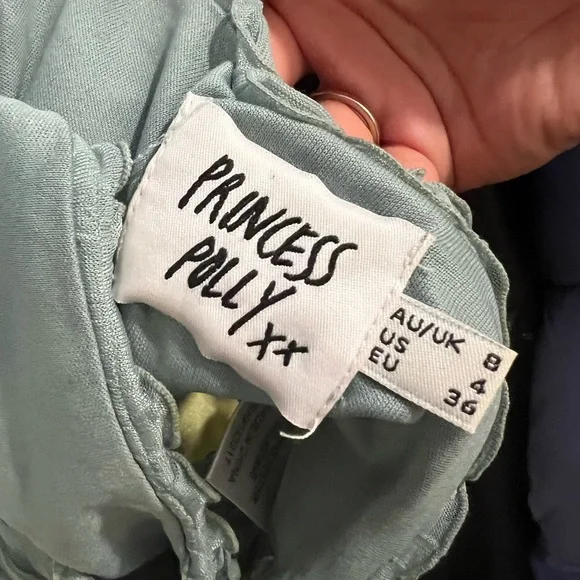 PRINCESS
POLLY
xx
AU/UK 8
US 4
EU 36